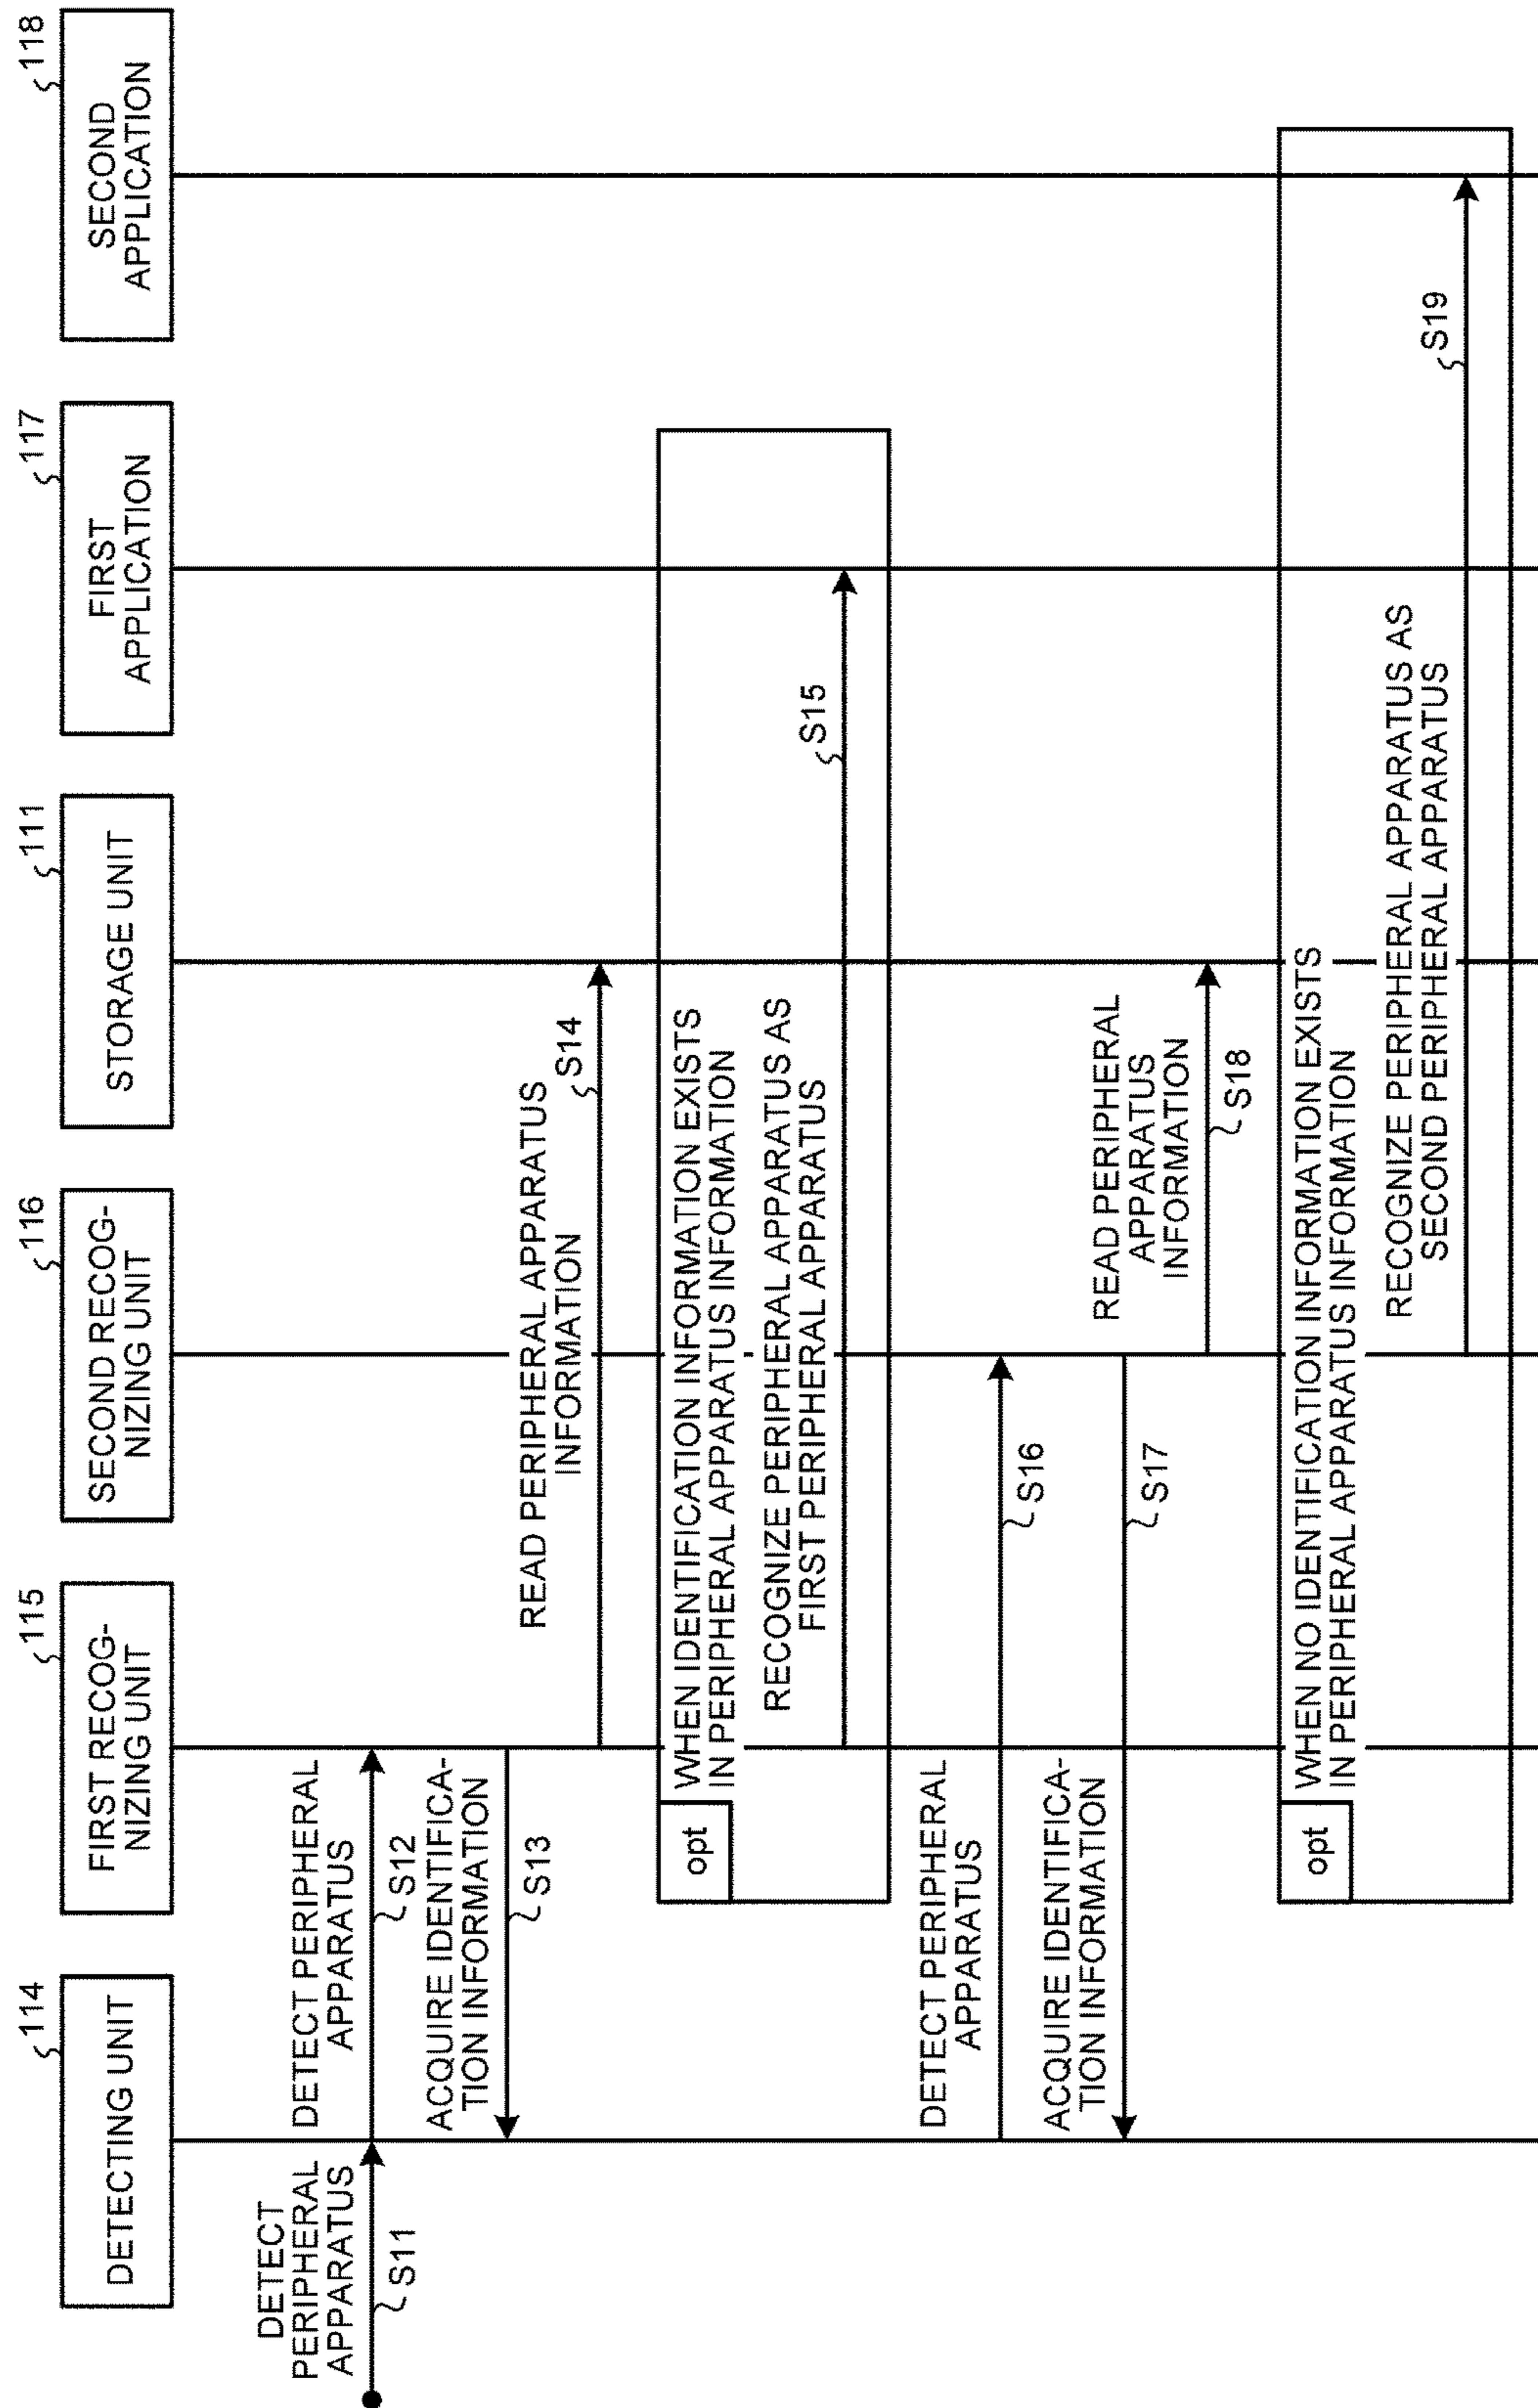 114
DETECTING UNIT
115
FIRST RECOG-
NIZING UNIT
116
SECOND RECOG-
NIZING UNIT
111
STORAGE UNIT
117
FIRST
APPLICATION
118
SECOND
APPLICATION
DETECT
PERIPHERAL
APPARATUS
S11
DETECT PERIPHERAL
APPARATUS
S12
ACQUIRE IDENTIFICA-
TION INFORMATION
S13
READ PERIPHERAL APPARATUS
INFORMATION
S14
opt
WHEN IDENTIFICATION INFORMATION EXISTS
IN PERIPHERAL APPARATUS INFORMATION
RECOGNIZE PERIPHERAL APPARATUS AS
FIRST PERIPHERAL APPARATUS
S15
DETECT PERIPHERAL
APPARATUS
S16
ACQUIRE IDENTIFICA-
TION INFORMATION
S17
READ PERIPHERAL
APPARATUS
INFORMATION
S18
opt
WHEN NO IDENTIFICATION INFORMATION EXISTS
IN PERIPHERAL APPARATUS INFORMATION
RECOGNIZE PERIPHERAL APPARATUS AS
SECOND PERIPHERAL APPARATUS
S19